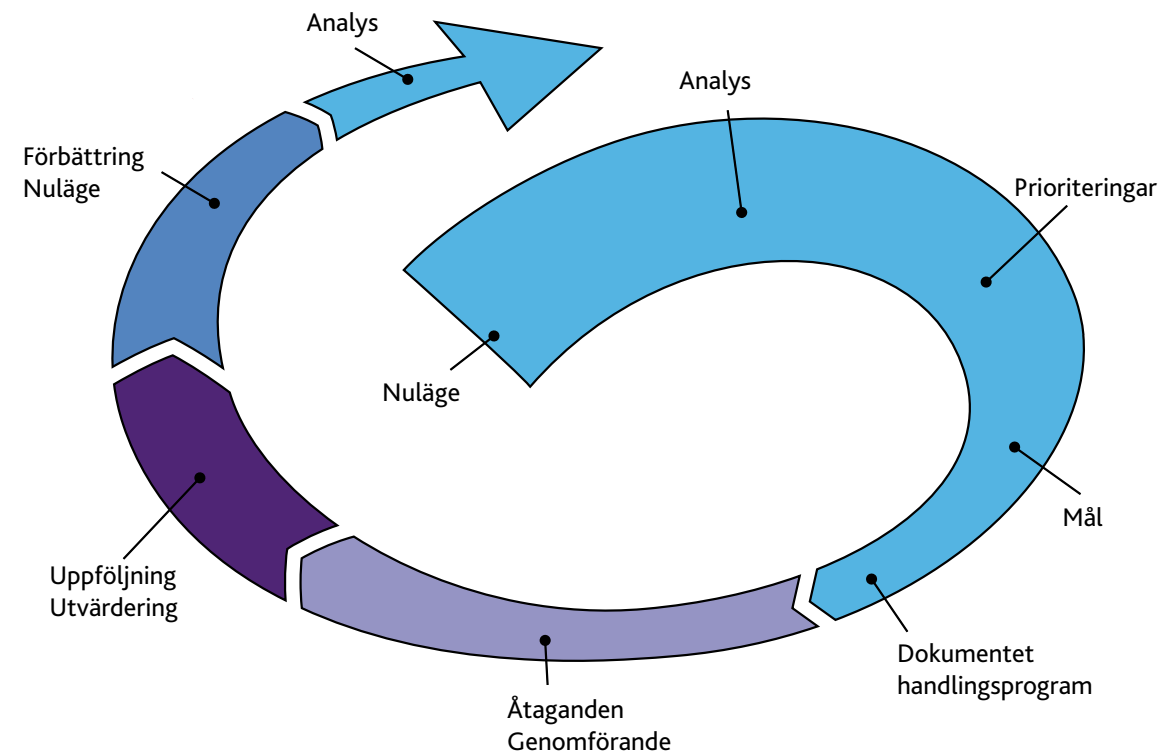 Analys
Analys
Förbättring
Nuläge
Prioriteringar
Nuläge
Mål
Uppföljning
Utvärdering
Dokumentet
handlingsprogram
Åtaganden
Genomförande